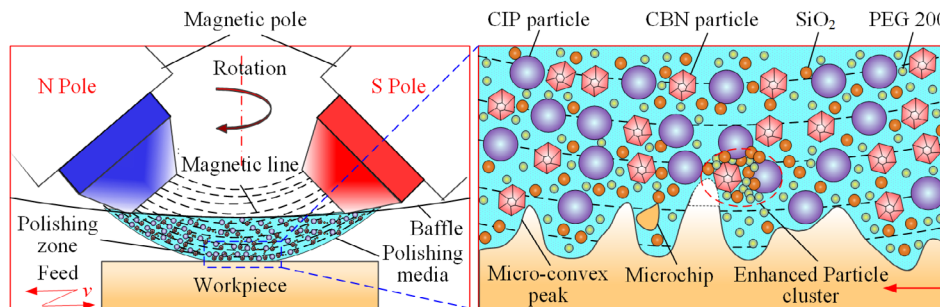 Magnetic pole
N Pole
Rotation
S Pole
Magnetic line
Polishing
zone
Baffle
Polishing
media
Feed
v
Workpiece
CIP particle
CBN particle
SiO₂
PEG 200
Micro-convex
peak
Microchip
Enhanced Particle
cluster